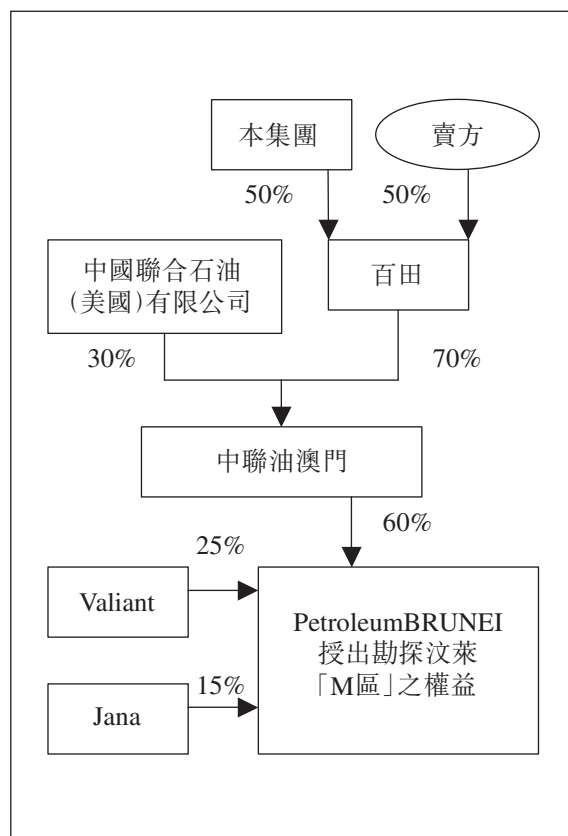 本集團
賣方
50%
50%
中國聯合石油
(美國)有限公司
百田
30%
70%
中聯油澳門
60%
25%
Valiant
PetroleumBRUNEI
授出勘探汶萊
「M區」之權益
15%
Jana